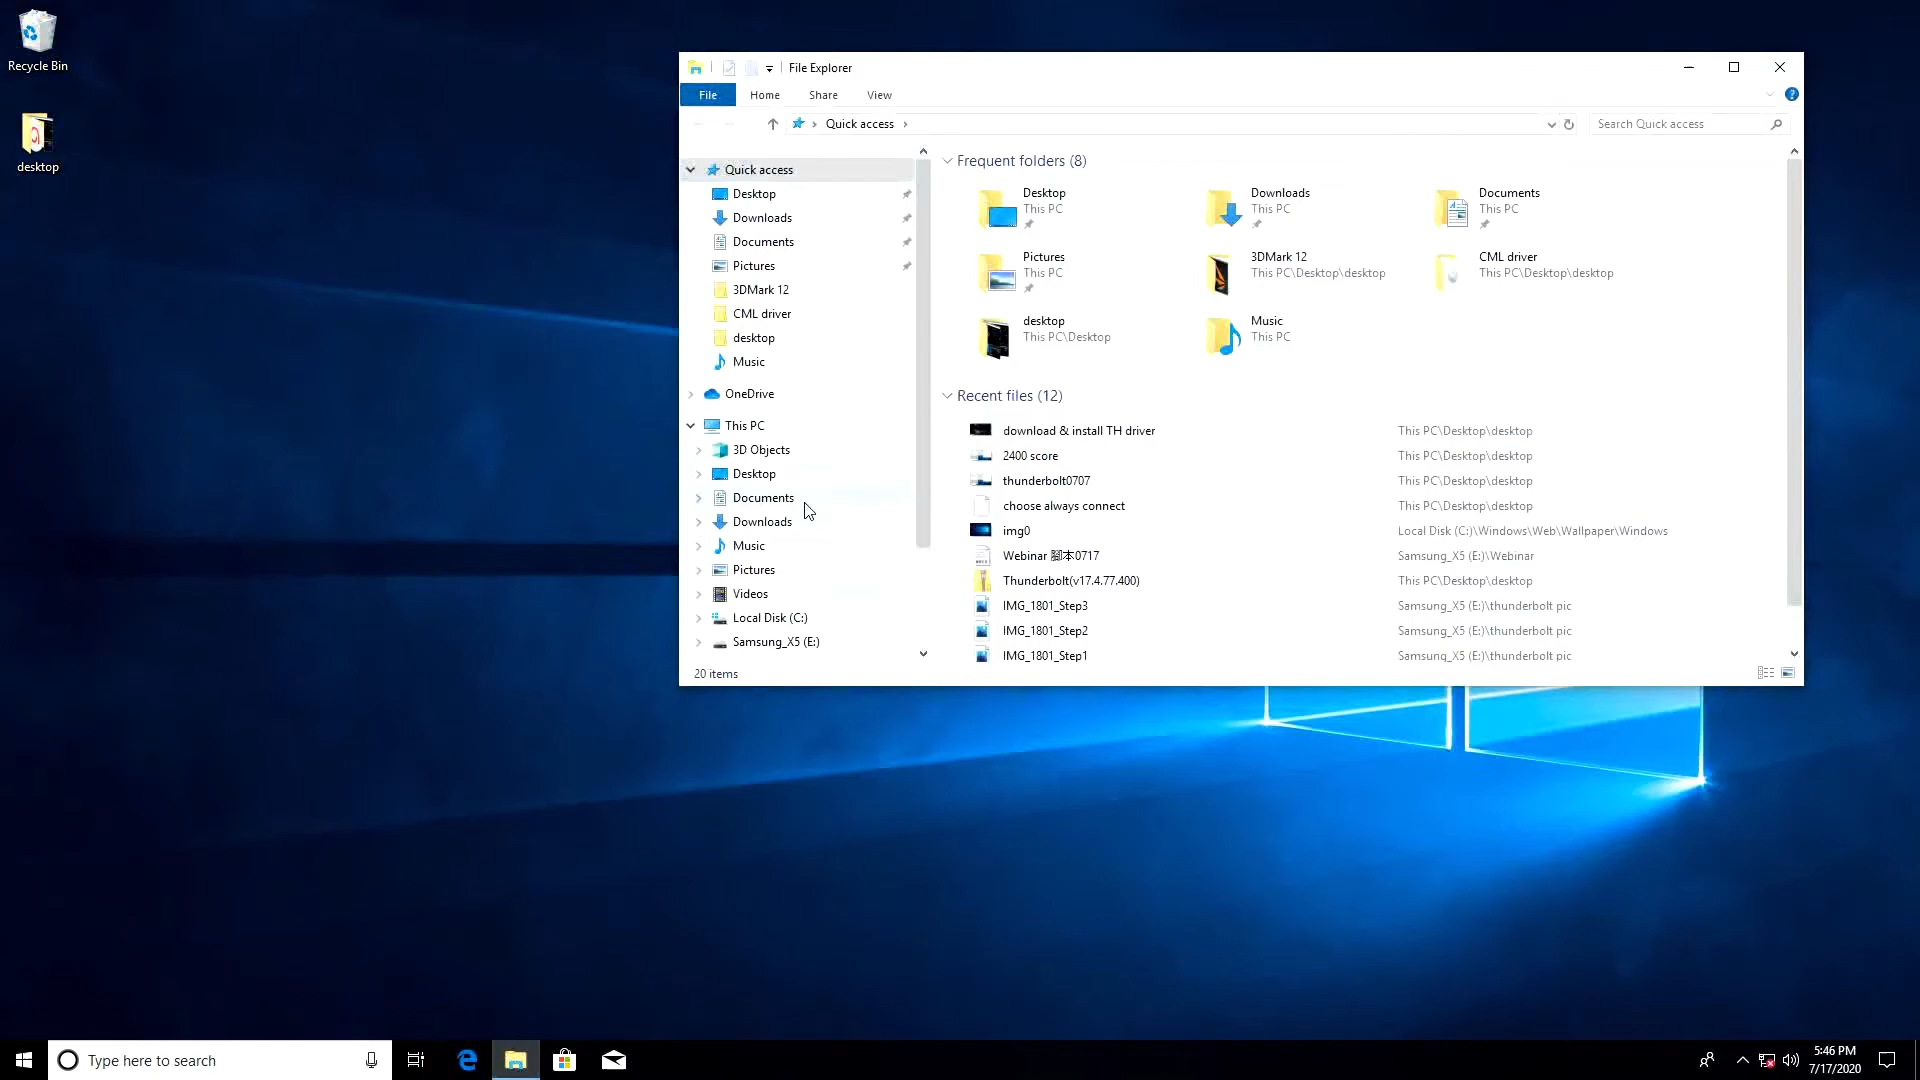 Recycle Bin
desktop
File Explorer
File Home Share View
Quick access
Search Quick access
Quick access
Desktop
Downloads
Documents
Pictures
3DMark 12
CML driver
desktop
Music
OneDrive
This PC
3D Objects
Desktop
Documents
Downloads
Music
Pictures
Videos
Local Disk (C:)
Samsung_X5 (E:)
20 items
Frequent folders (8)
Desktop
This PC
Downloads
This PC
Documents
This PC
Pictures
This PC
3DMark 12
This PC\Desktop\desktop
CML driver
This PC\Desktop\desktop
desktop
This PC\Desktop
Music
This PC
Recent files (12)
download & install TH driver This PC\Desktop\desktop
2400 score This PC\Desktop\desktop
thunderbolt0707 This PC\Desktop\desktop
choose always connect This PC\Desktop\desktop
img0 Local Disk (C:)\Windows\Web\Wallpaper\Windows
Webinar 腳本0717 Samsung_X5 (E:)\Webinar
Thunderbolt(v17.4.77.400) This PC\Desktop\desktop
IMG_1801_Step3 Samsung_X5 (E:)\thunderbolt pic
IMG_1801_Step2 Samsung_X5 (E:)\thunderbolt pic
IMG_1801_Step1 Samsung_X5 (E:)\thunderbolt pic
Type here to search
5:46 PM
7/17/2020